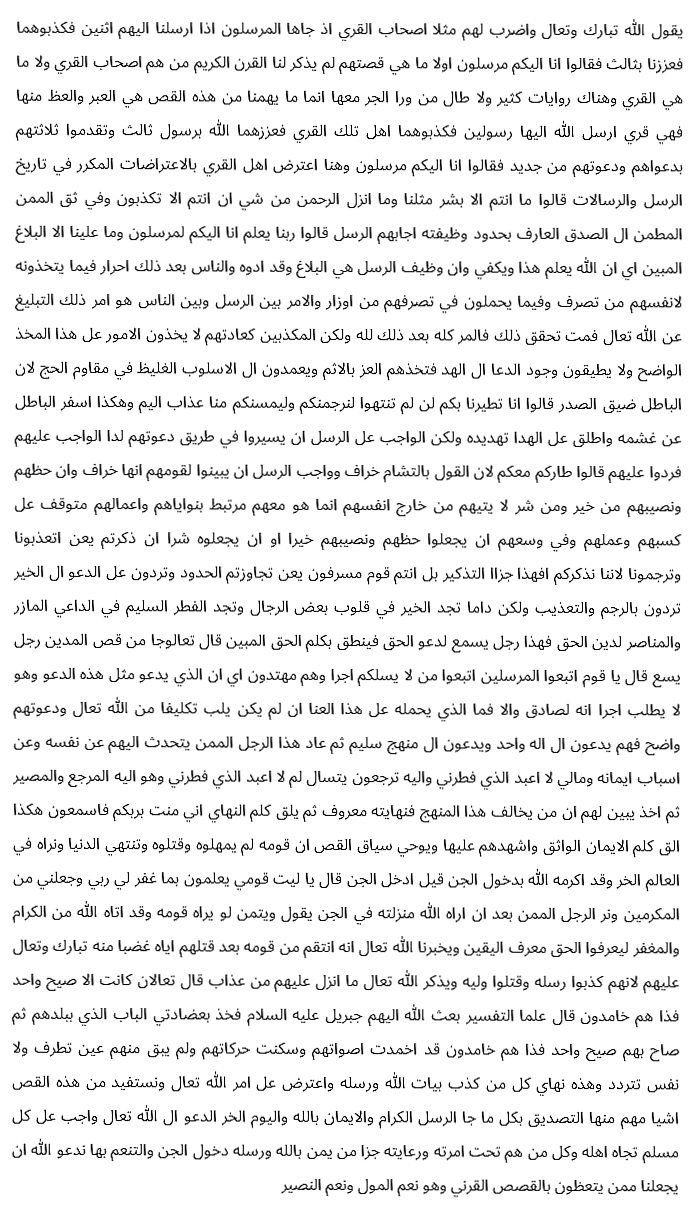 يقول الله تبارك وتعال واضرب لهم مثلا اصحاب القري اذ جاها المرسلون اذا ارسلنا اليهم اثنين فكذبوهما
فعززنا بثالث فقالوا انا اليكم مرسلون اولا ما هي قصتهم لم يذكر لنا القرن الكريم من هم اصحاب القري ولا ما
هي القري وهناك روايات كثير ولا طال من ورا الجر معها انما ما يهمنا من هذه القص هي العبر والعظ منها
فهي قري ارسل الله اليها رسولين فكذبوهما اهل تلك القري فعززهما الله برسول ثالث وتقدموا ثلاثتهم
بدعواهم ودعوتهم من جديد فقالوا انا اليكم مرسلون وهنا اعترض اهل القري بالاعتراضات المكرر في تاريخ
الرسل والرسالات قالوا ما انتم الا بشر مثلنا وما انزل الرحمن من شي ان انتم الا تكذبون وفي ثق الممن
المطمن ال الصدق العارف بحدود وظيفته اجابهم الرسل قالوا ربنا يعلم انا اليكم لمرسلون وما علينا الا البلاغ
المبين اي ان الله يعلم هذا ويكفي وان وظيف الرسل هي البلاغ وقد ادوه والناس بعد ذلك احرار فيما يتخذونه
لانفسهم من تصرف وفيما يحملون في تصرفهم من اوزار والامر بين الرسل وبين الناس هو امر ذلك التبليغ
عن الله تعال فمت تحقق ذلك فالمر كله بعد ذلك لله ولكن المكذبين كعادتهم لا يخذون الامور عل هذا المخذ
الواضح ولا يطيقون وجود الدعا ال الهد فتخذهم العز بالاثم ويعمدون ال الاسلوب الغليظ في مقاوم الحج لان
الباطل ضيق الصدر قالوا انا تطيرنا بكم لن لم تنتهوا لنرجمنكم وليمسنكم منا عذاب اليم وهكذا اسفر الباطل
عن غشمه واطلق عل الهدا تهديده ولكن الواجب عل الرسل ان يسيروا في طريق دعوتهم لدا الواجب عليهم
فردوا عليهم قالوا طاركم معكم لان القول بالتشام خراف وواجب الرسل ان يبينوا لقومهم انها خراف وان حظهم
ونصيبهم من خير ومن شر لا يتيهم من خارج انفسهم انما هو معهم مرتبط بنواياهم واعمالهم متوقف عل
كسبهم وعملهم وفي وسعهم ان يجعلوا حظهم ونصيبهم خيرا او ان يجعلوه شرا ان ذكرتم يعن اتعذبونا
وترجمونا لاننا نذكركم افهذا جزاا التذكير بل انتم قوم مسرفون يعن تجاوزتم الحدود وتردون عل الدعو ال الخير
تردون بالرجم والتعذيب ولكن داما تجد الخير في قلوب بعض الرجال وتجد الفطر السليم في الداعي المازر
والمناصر لدين الحق فهذا رجل يسمع لدعو الحق فينطق بكلم الحق المبين قال تعالوجا من قص المدين رجل
يسع قال يا قوم اتبعوا المرسلين اتبعوا من لا يسلكم اجرا وهم مهتدون اي ان الذي يدعو مثل هذه الدعو وهو
لا يطلب اجرا انه لصادق والا فما الذي يحمله عل هذا العنا ان لم يكن يلب تكليفا من الله تعال ودعوتهم
واضح فهم يدعون ال اله واحد ويدعون ال منهج سليم ثم عاد هذا الرجل الممن يتحدث اليهم عن نفسه وعن
اسباب ايمانه ومالي لا اعبد الذي فطرني واليه ترجعون يتسال لم لا اعبد الذي فطرني وهو اليه المرجع والمصير
ثم اخذ يبين لهم ان من يخالف هذا المنهج فنهايته معروف ثم يلق كلم النهاي اني منت بربكم فاسمعون هكذا
الق كلم الايمان الواثق واشهدهم عليها ويوحي سياق القص ان قومه لم يمهلوه وقتلوه وتنتهي الدنيا ونراه في
العالم الخر وقد اكرمه الله بدخول الجن قيل ادخل الجن قال يا ليت قومي يعلمون بما غفر لي ربي وجعلني من
المكرمين ونر الرجل الممن بعد ان اراه الله منزلته في الجن يقول ويتمن لو يراه قومه وقد اتاه الله من الكرام
والمغفر ليعرفوا الحق معرف اليقين ويخبرنا الله تعال انه انتقم من قومه بعد قتلهم اياه غضبا منه تبارك وتعال
عليهم لانهم كذبوا رسله وقتلوا وليه ويذكر الله تعال ما انزل عليهم من عذاب قال تعالان كانت الا صيح واحد
فذا هم خامدون قال علما التفسير بعث الله اليهم جبريل عليه السلام فخذ بعضادتي الباب الذي ببلدهم ثم
صاح بهم صيح واحد فذا هم خامدون قد اخمدت اصواتهم وسكنت حركاتهم ولم يبق منهم عين تطرف ولا
نفس تتردد وهذه نهاي كل من كذب بيات الله ورسله واعترض عل امر الله تعال ونستفيد من هذه القص
اشيا مهم منها التصديق بكل ما جا الرسل الكرام والايمان بالله واليوم الخر الدعو ال الله تعال واجب عل كل
مسلم تجاه اهله وكل من هم تحت امرته ورعايته جزا من يمن بالله ورسله دخول الجن والتنعم بها ندعو الله ان
يجعلنا ممن يتعظون بالقصص القرني وهو نعم المول ونعم النصير